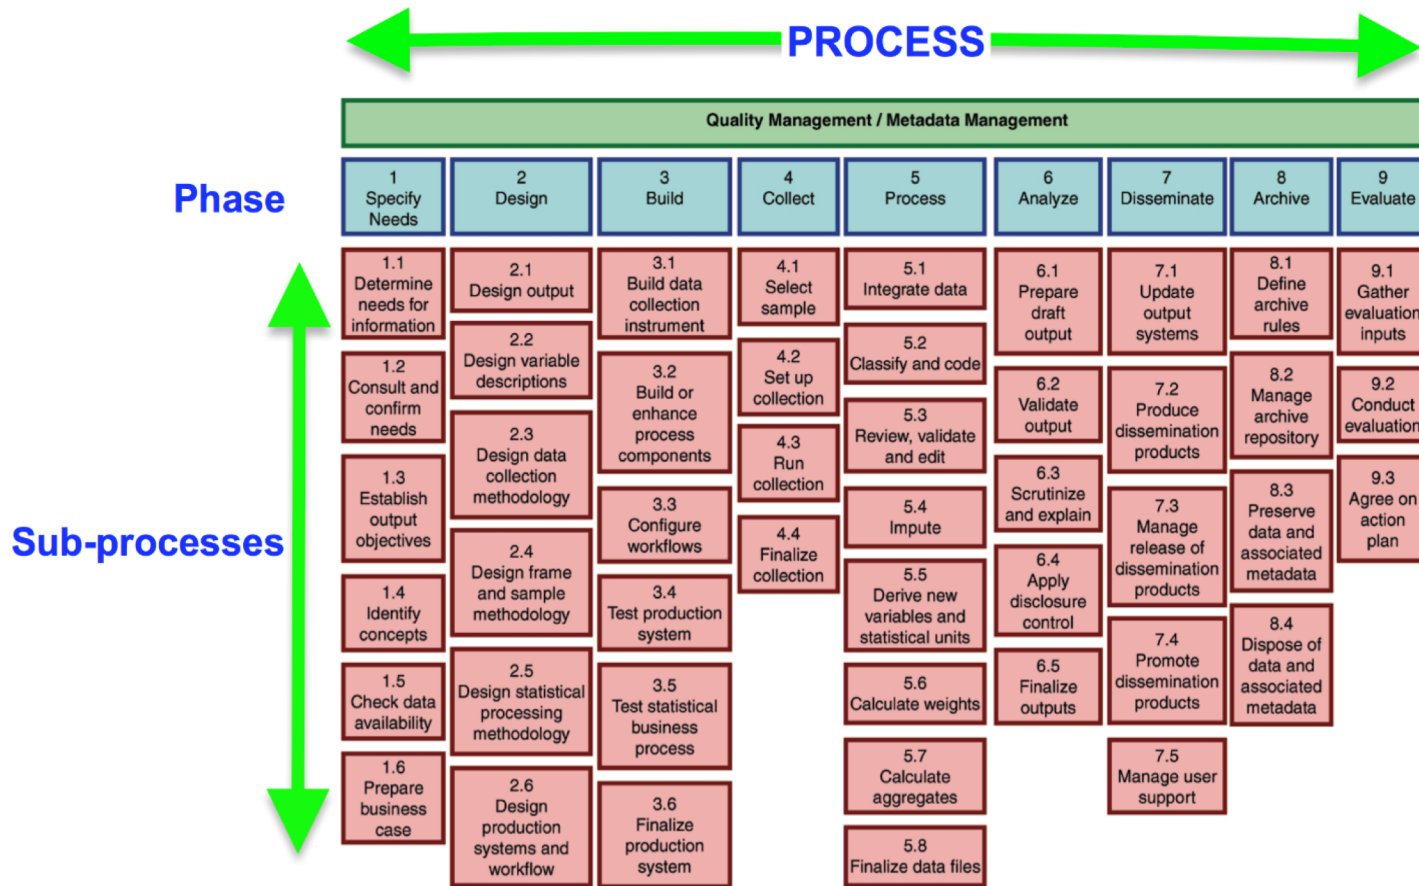 PROCESS
Quality Management / Metadata Management
Phase
1
Specify
Needs
2
Design
3
Build
4
Collect
5
Process
6
Analyze
7
Disseminate
8
Archive
9
Evaluate
Sub-processes
1.1
Determine
needs for
information
1.2
Consult and
confirm
needs
1.3
Establish
output
objectives
1.4
Identify
concepts
1.5
Check data
availability
1.6
Prepare
business
case
2.1
Design output
2.2
Design variable
descriptions
2.3
Design data
collection
methodology
2.4
Design frame
and sample
methodology
2.5
Design statistical
processing
methodology
2.6
Design
production
systems and
workflow
3.1
Build data
collection
instrument
3.2
Build or
enhance
process
components
3.3
Configure
workflows
3.4
Test production
system
3.5
Test statistical
business
process
3.6
Finalize
production
system
4.1
Select
sample
4.2
Set up
collection
4.3
Run
collection
4.4
Finalize
collection
5.1
Integrate data
5.2
Classify and code
5.3
Review, validate
and edit
5.4
Impute
5.5
Derive new
variables and
statistical units
5.6
Calculate weights
5.7
Calculate
aggregates
5.8
Finalize data files
6.1
Prepare
draft
output
6.2
Validate
output
6.3
Scrutinize
and explain
6.4
Apply
disclosure
control
6.5
Finalize
outputs
7.1
Update
output
systems
7.2
Produce
dissemination
products
7.3
Manage
release of
dissemination
products
7.4
Promote
dissemination
products
7.5
Manage user
support
8.1
Define
archive
rules
8.2
Manage
archive
repository
8.3
Preserve
data and
associated
metadata
8.4
Dispose of
data and
associated
metadata
9.1
Gather
evaluation
inputs
9.2
Conduct
evaluation
9.3
Agree on
action
plan